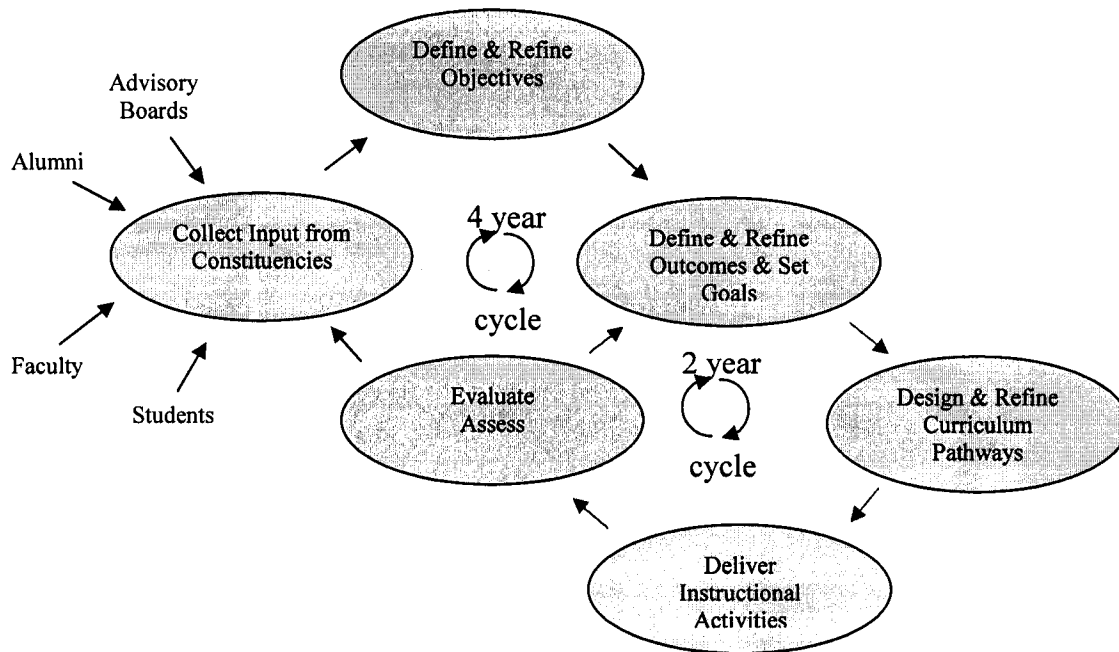 Define & Refine
Objectives
Advisory
Boards
Alumni
Collect Input from
Constituencies
4 year
cycle
Define & Refine
Outcomes & Set
Goals
Faculty
Students
Evaluate
Assess
2 year
cycle
Design & Refine
Curriculum
Pathways
Deliver
Instructional
Activities